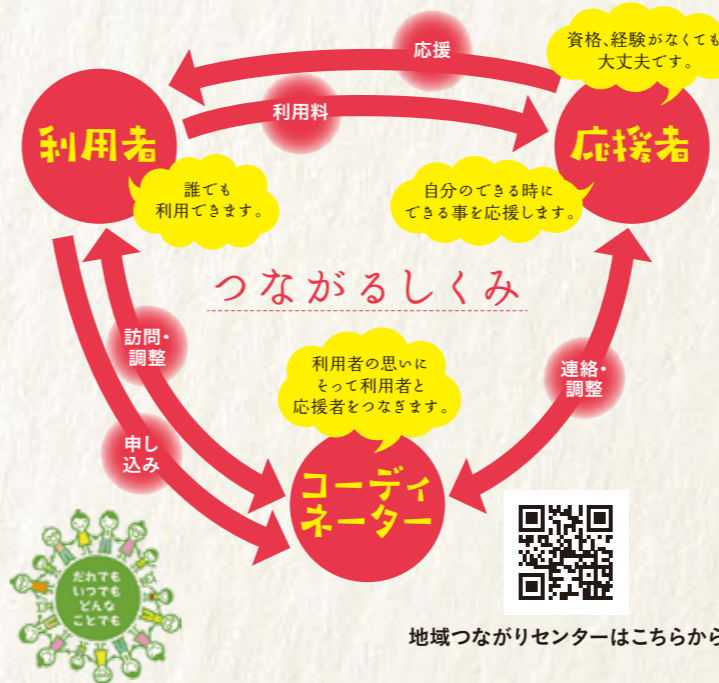 応援
資格、経験がなくても
大丈夫です。
利用料
利用者
応援者
誰でも
利用できます。
自分のできる時に
できる事を応援します。
つながるしくみ
訪問・
調整
利用者の思いに
そって利用者と
応援者をつなぎます。
連絡・
調整
申し
込み
コーディ
ネーター
だれでも
いつでも
どんな
ことでも
地域つながりセンターはこちらから